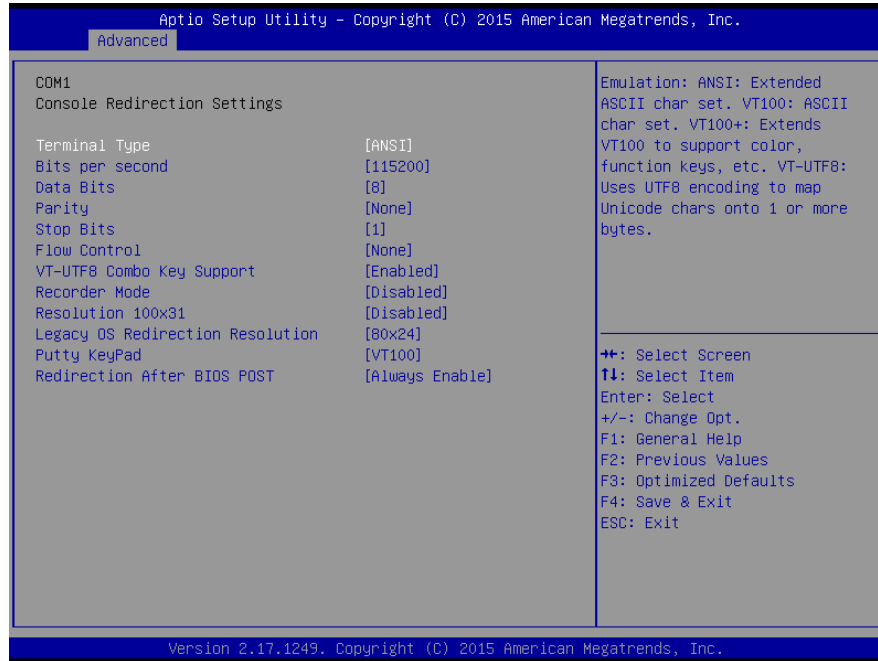 Aptio Setup Utility – Copyright (C) 2015 American Megatrends, Inc.
Advanced
COM1
Console Redirection Settings
Terminal Type [ANSI]
Bits per second [115200]
Data Bits [8]
Parity [None]
Stop Bits [1]
Flow Control [None]
VT-UTF8 Combo Key Support [Enabled]
Recorder Mode [Disabled]
Resolution 100x31 [Disabled]
Legacy OS Redirection Resolution [80x24]
Putty KeyPad [VT100]
Redirection After BIOS POST [Always Enable]
Emulation: ANSI: Extended
ASCII char set. VT100: ASCII
char set. VT100+: Extends
VT100 to support color,
function keys, etc. VT-UTF8:
Uses UTF8 encoding to map
Unicode chars onto 1 or more
bytes.
→←: Select Screen
↑↓: Select Item
Enter: Select
+/-: Change Opt.
F1: General Help
F2: Previous Values
F3: Optimized Defaults
F4: Save & Exit
ESC: Exit
Version 2.17.1249. Copyright (C) 2015 American Megatrends, Inc.